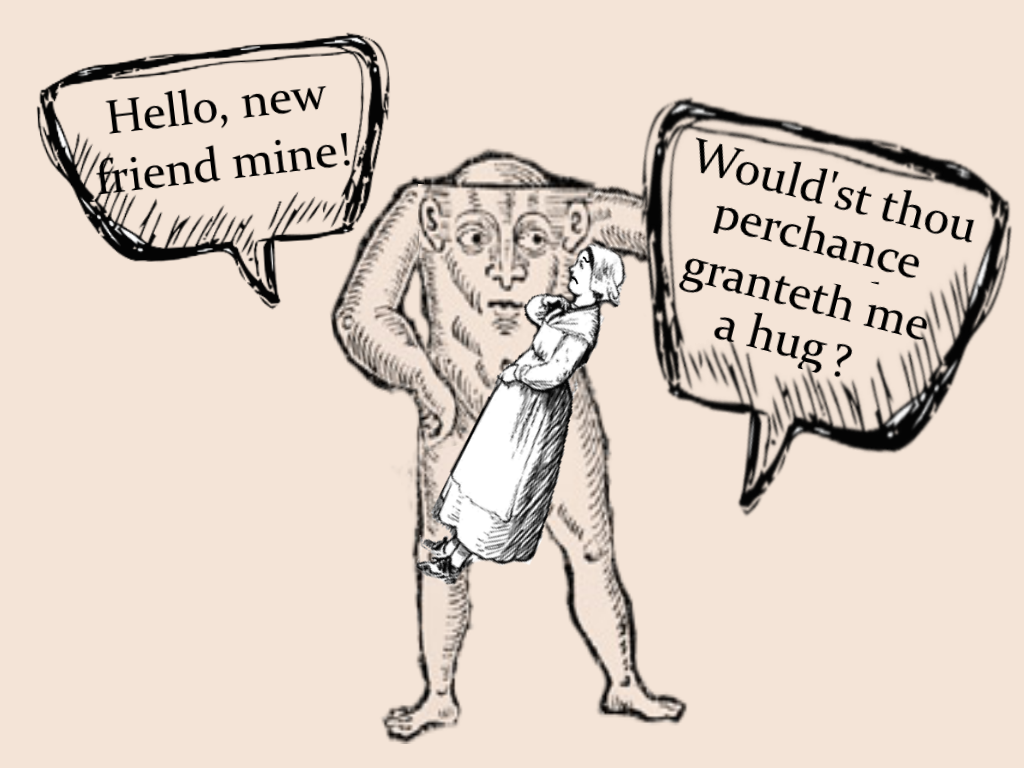 Hello, new
friend mine!
Would'st thou
perchance
granteth me
a hug ?